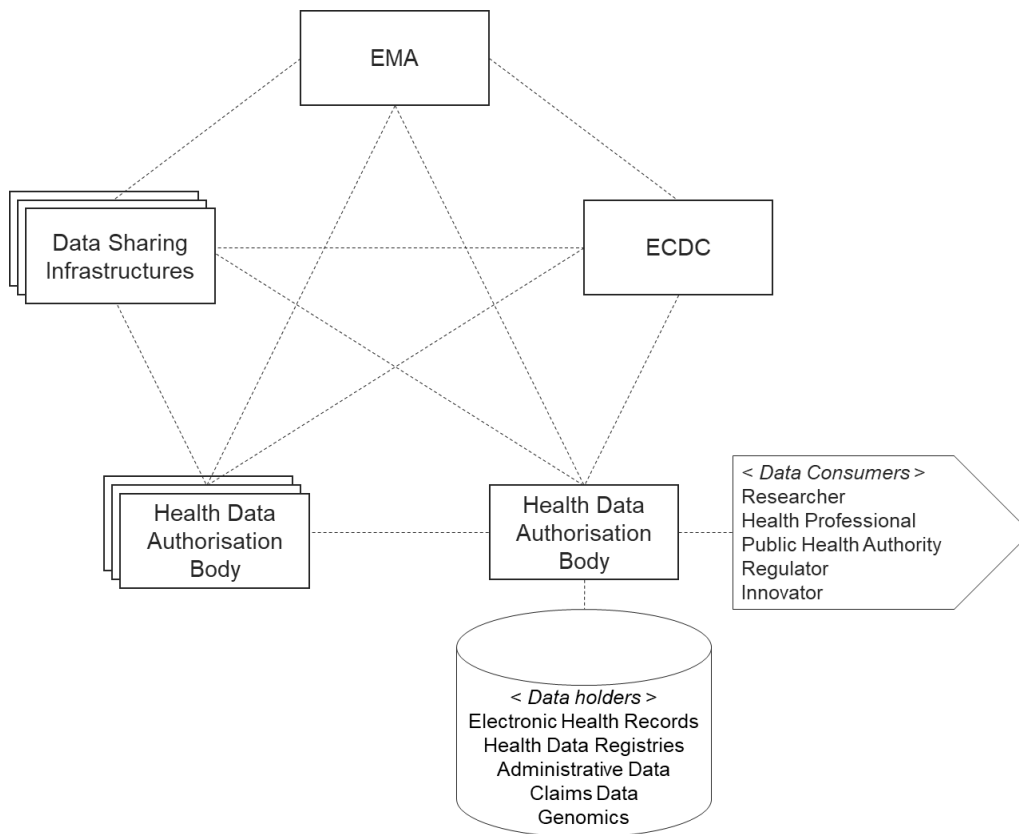 EMA
Data Sharing
Infrastructures
ECDC
Health Data
Authorisation
Body
Health Data
Authorisation
Body
< Data Consumers >
Researcher
Health Professional
Public Health Authority
Regulator
Innovator
< Data holders >
Electronic Health Records
Health Data Registries
Administrative Data
Claims Data
Genomics